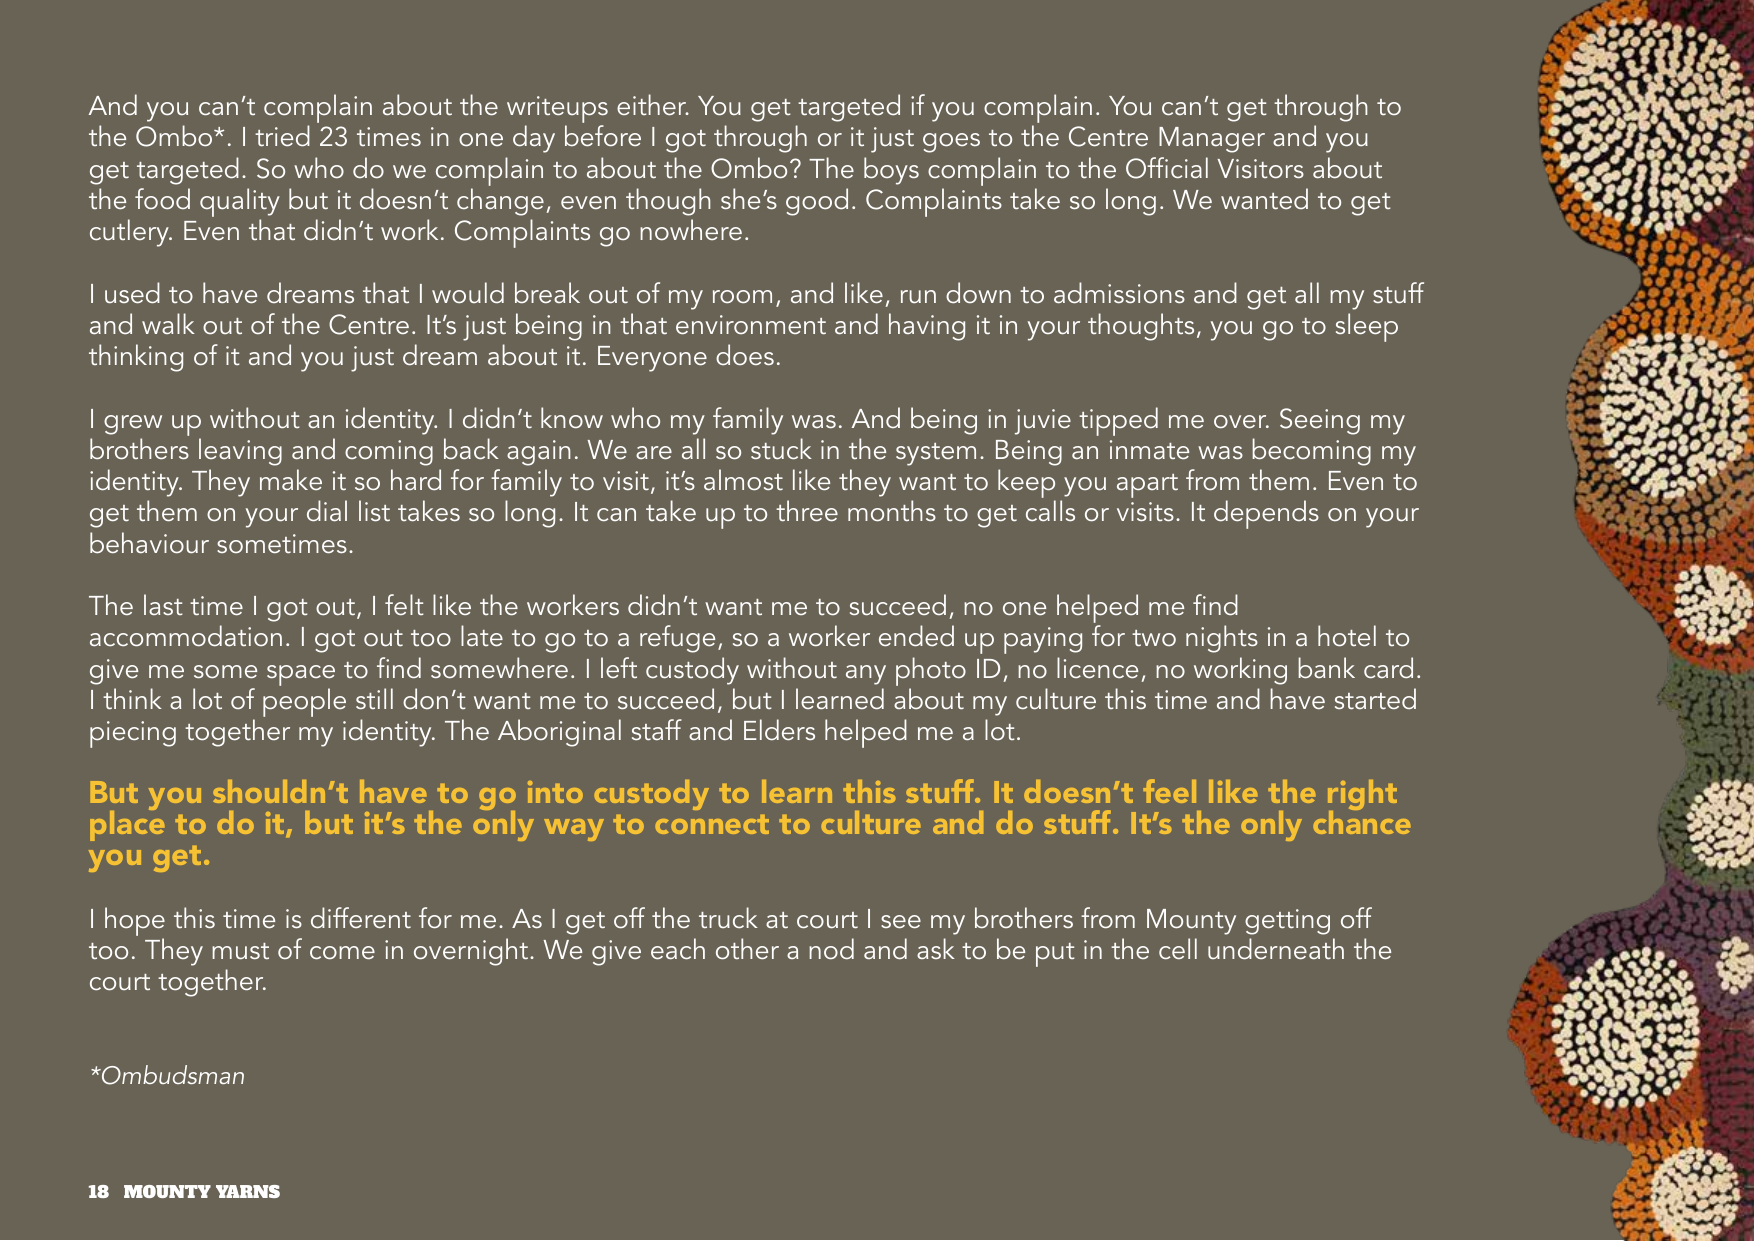 And you can’t complain about the writeups either. You get targeted if you complain. You can’t get through to
the Ombo*. I tried 23 times in one day before I got through or it just goes to the Centre Manager and you
get targeted. So who do we complain to about the Ombo? The boys complain to the Official Visitors about
the food quality but it doesn’t change, even though she’s good. Complaints take so long. We wanted to get
cutlery. Even that didn’t work. Complaints go nowhere.
I used to have dreams that I would break out of my room, and like, run down to admissions and get all my stuff
and walk out of the Centre. It’s just being in that environment and having it in your thoughts, you go to sleep
thinking of it and you just dream about it. Everyone does.
I grew up without an identity. I didn’t know who my family was. And being in juvie tipped me over. Seeing my
brothers leaving and coming back again. We are all so stuck in the system. Being an inmate was becoming my
identity. They make it so hard for family to visit, it’s almost like they want to keep you apart from them. Even to
get them on your dial list takes so long. It can take up to three months to get calls or visits. It depends on your
behaviour sometimes.
The last time I got out, I felt like the workers didn’t want me to succeed, no one helped me find
accommodation. I got out too late to go to a refuge, so a worker ended up paying for two nights in a hotel to
give me some space to find somewhere. I left custody without any photo ID, no licence, no working bank card.
I think a lot of people still don’t want me to succeed, but I learned about my culture this time and have started
piecing together my identity. The Aboriginal staff and Elders helped me a lot.
But you shouldn’t have to go into custody to learn this stuff. It doesn’t feel like the right
place to do it, but it’s the only way to connect to culture and do stuff. It’s the only chance
you get.
I hope this time is different for me. As I get off the truck at court I see my brothers from Mounty getting off
too. They must of come in overnight. We give each other a nod and ask to be put in the cell underneath the
court together.
*Ombudsman
18 MOUNTY YARNS